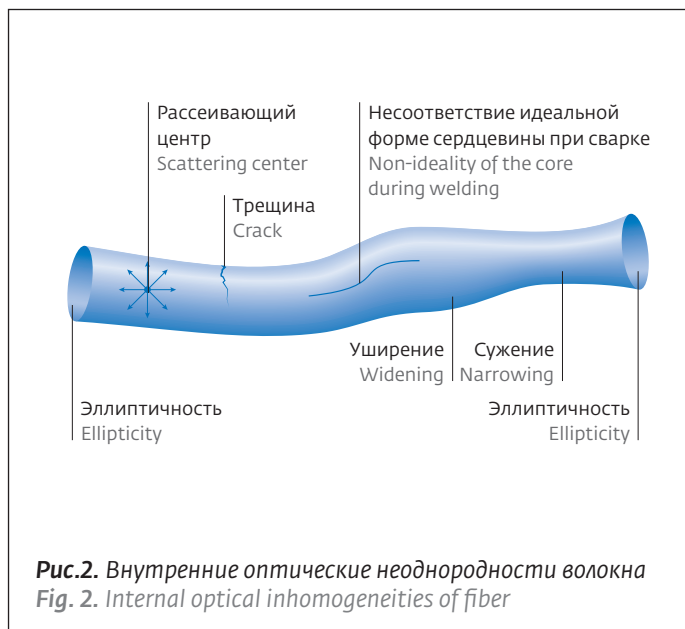 Рассеивающий
центр
Scattering center
Несоответствие идеальной
форме сердцевины при сварке
Non-ideality of the core
during welding
Трещина
Crack
Уширение
Widening
Сужение
Narrowing
Эллиптичность
Ellipticity
Эллиптичность
Ellipticity
Рис.2. Внутренние оптические неоднородности волокна
Fig. 2. Internal optical inhomogeneities of fiber